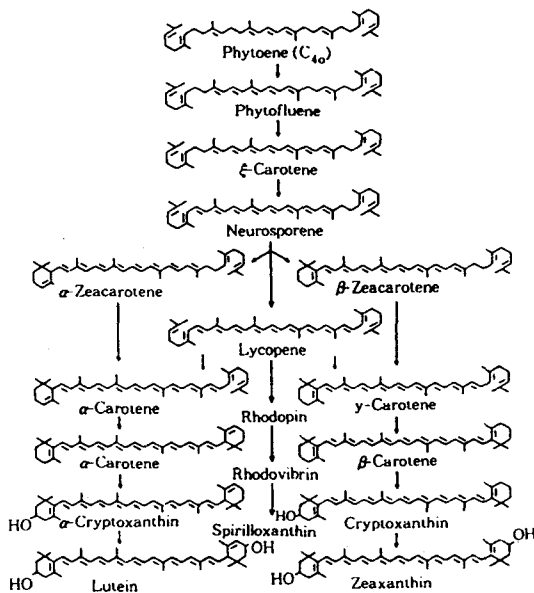 Phytoene (C40)
Phytofluene
ξ-Carotene
Neurosporene
α-Zeacarotene
β-Zeacarotene
Lycopene
α-Carotene
γ-Carotene
Rhodopin
α-Carotene
β-Carotene
Rhodovibrin
HO
α-Cryptoxanthin
HO
Cryptoxanthin
Spirilloxanthin
OH
OH
HO
Lutein
HO
Zeaxanthin